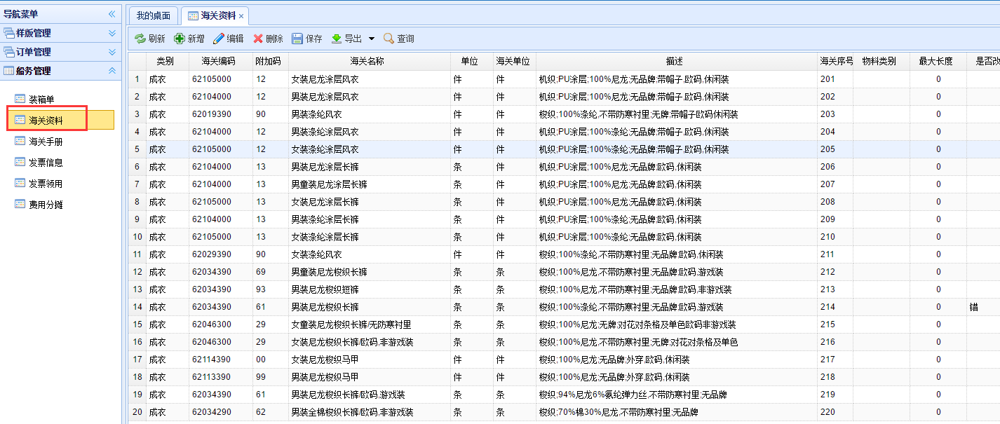 导航菜单
样版管理
订单管理
船务管理
装箱单
海关资料
海关手册
发票信息
发票领用
费用分摊
我的桌面 海关资料 ×
刷新 新增 编辑 删除 保存 导出 查询
类别 海关编码 附加码 海关名称 单位 海关单位 描述 海关序号 物料类别 最大长度 是否改
1 成衣 62105000 12 女装尼龙涂层风衣 件 件 机织;PU涂层;100%尼龙;无品牌;带帽子,欧码,休闲装 201 0
2 成衣 62104000 12 男装尼龙涂层风衣 件 件 机织;PU涂层;100%尼龙;无品牌;带帽子,欧码,休闲装 202 0
3 成衣 62019390 90 男装涤纶风衣 件 件 梭织;100%涤纶,不带防寒衬里;无牌;带帽子欧码休闲装 203 0
4 成衣 62104000 12 男装涤纶涂层风衣 件 件 机织;PU涂层;100%涤纶;无品牌;带帽子,欧码,休闲装 204 0
5 成衣 62105000 12 女装涤纶涂层风衣 件 件 机织;PU涂层;100%涤纶;无品牌;带帽子,欧码,休闲装 205 0
6 成衣 62104000 13 男装尼龙涂层长裤 条 件 机织;PU涂层;100%尼龙;无品牌;欧码,休闲装 206 0
7 成衣 62104000 13 男童装尼龙涂层长裤 条 件 机织;PU涂层;100%尼龙;无品牌;欧码,休闲装 207 0
8 成衣 62105000 13 女装尼龙涂层长裤 条 件 机织;PU涂层;100%尼龙;无品牌;欧码,休闲装 208 0
9 成衣 62104000 13 男装涤纶涂层长裤 条 件 机织;PU涂层;100%涤纶;无品牌;欧码,休闲装 209 0
10 成衣 62105000 13 女装涤纶涂层长裤 条 件 机织;PU涂层;100%涤纶;无品牌;欧码,休闲装 210 0
11 成衣 62029390 90 女装涤纶风衣 件 件 梭织;100%涤纶,不带防寒衬里;无品牌;欧码,休闲装 211 0
12 成衣 62034390 69 男童装尼龙梭织长裤 条 条 梭织;100%尼龙,不带防寒衬里;无品牌;欧码,游戏装 212 0
13 成衣 62034390 93 男装尼龙梭织短裤 条 条 梭织;100%尼龙,不带防寒衬里;无品牌;欧码,非游戏装 213 0
14 成衣 62034390 61 男装尼龙梭织长裤 条 条 梭织;100%涤纶,不带防寒衬里;无品牌;欧码,游戏装 214 0 错
15 成衣 62046300 29 女童装尼龙梭织长裤/无防寒衬里 条 条 梭织;100%尼龙;无牌;对花对条格及单色欧码非游戏装 215 0
16 成衣 62046300 29 女装尼龙梭织长裤/欧码,非游戏装 条 条 梭织;100%尼龙,不带防寒衬里;无牌;对花对条格及单色 216 0
17 成衣 62114390 00 女装尼龙梭织马甲 件 件 梭织;100%尼龙;无品牌;外穿,欧码,休闲装 217 0
18 成衣 62113390 99 男装尼龙梭织马甲 件 件 梭织;100%尼龙;无品牌;外穿,欧码,休闲装 218 0
19 成衣 62034390 61 男装尼龙梭织长裤/欧码,游戏装 条 条 梭织;94%尼龙6%氨纶弹力丝,不带防寒衬里;无品牌 219 0
20 成衣 62034290 62 男装全棉梭织长裤/欧码,非游戏装 条 条 梭织;70%棉30%尼龙,不带防寒衬里;无品牌 220 0